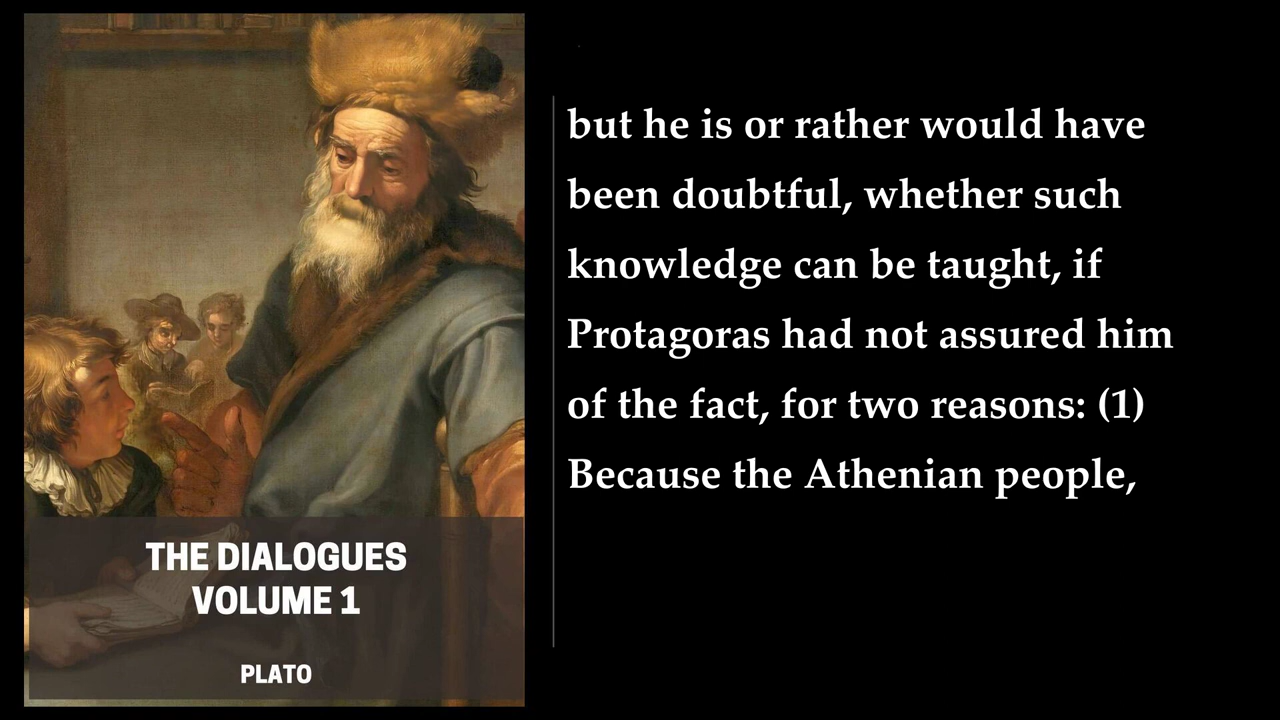 THE DIALOGUES
VOLUME 1
PLATO
but he is or rather would have
been doubtful, whether such
knowledge can be taught, if
Protagoras had not assured him
of the fact, for two reasons: (1)
Because the Athenian people,